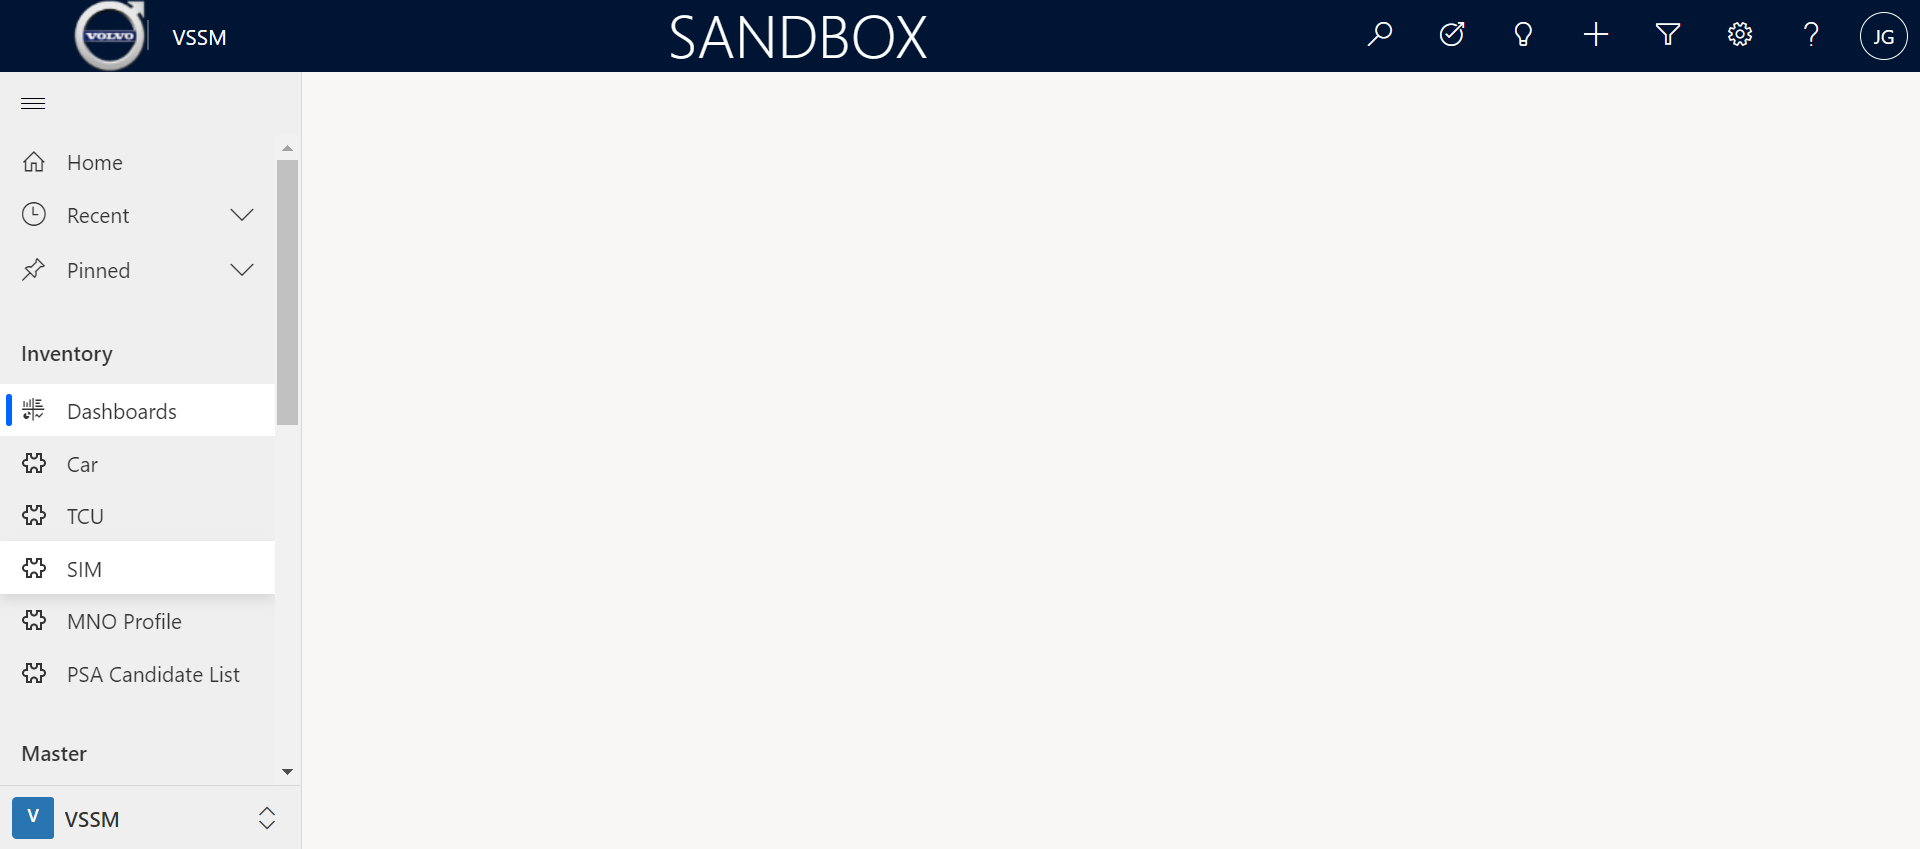 VOLVO
VSSM
SANDBOX
JG
Home
Recent
Pinned
Inventory
Dashboards
Car
TCU
SIM
MNO Profile
PSA Candidate List
Master
V
VSSM